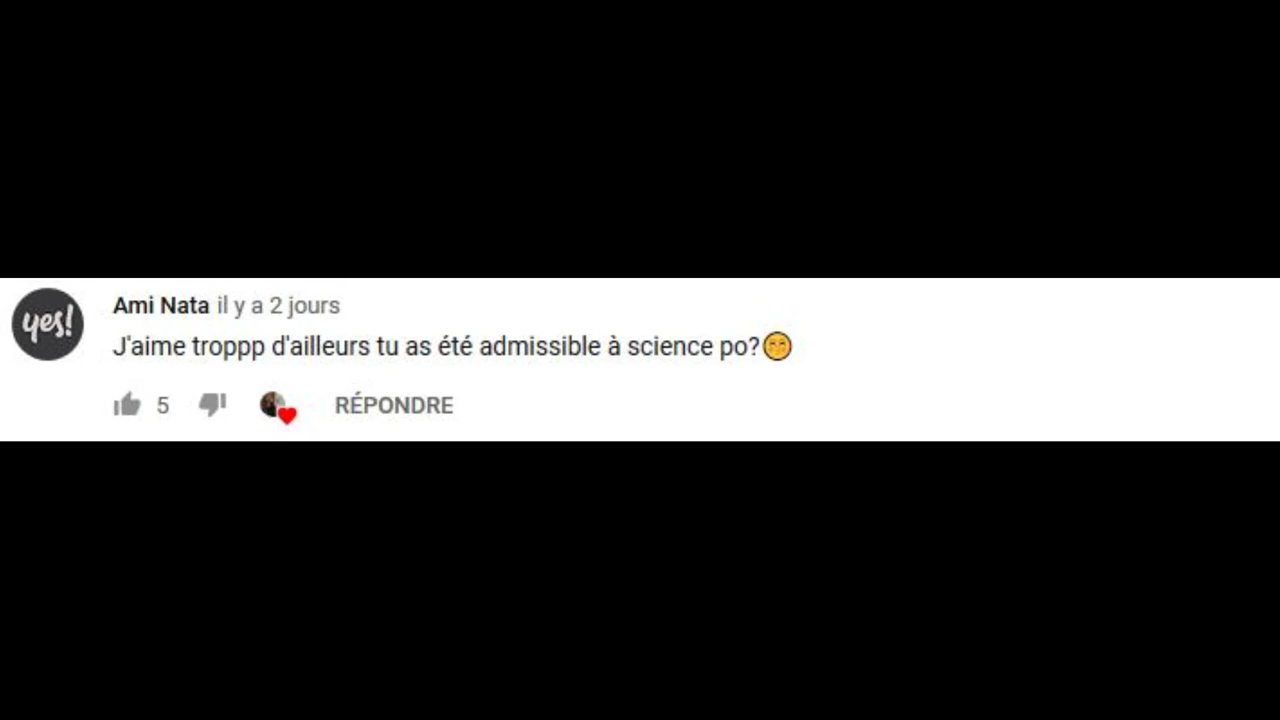 yes!
Ami Nata il y a 2 jours
J'aime troppp d'ailleurs tu as été admissible à science po?😊
5
RÉPONDRE